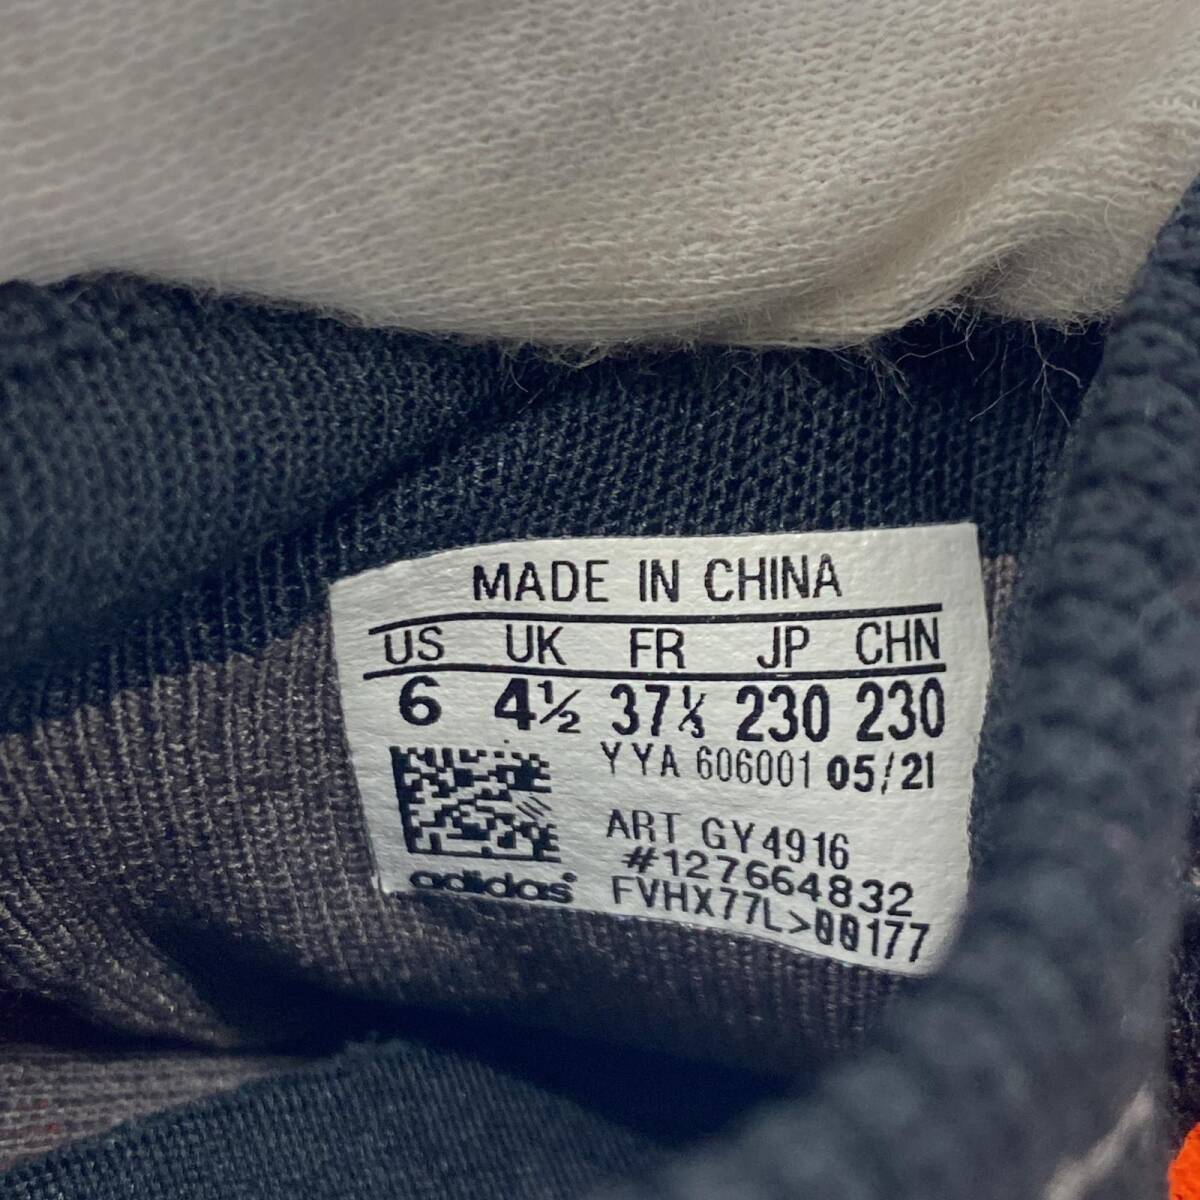 MADE IN CHINA
US UK FR JP CHN
6 4½ 37⅓ 230 230
YYA 606001 05/21
ART GY4916
#127664832
adidas
FVHX77L>00177